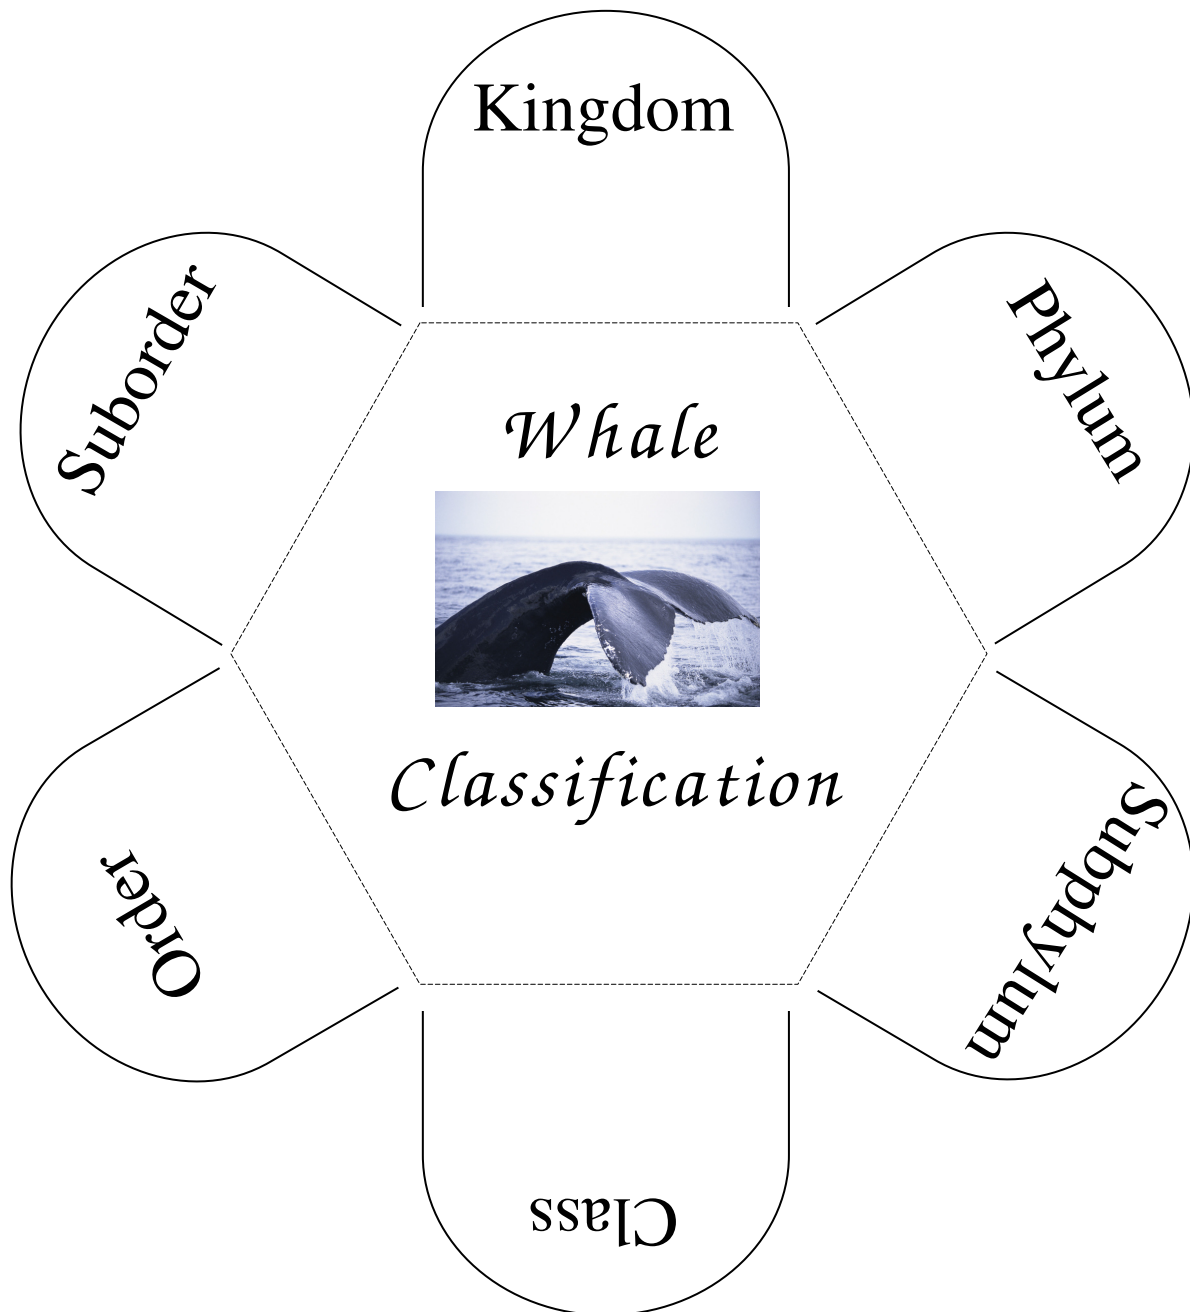 Kingdom
Phylum
Subphylum
Class
Order
Suborder
Whale
Classification